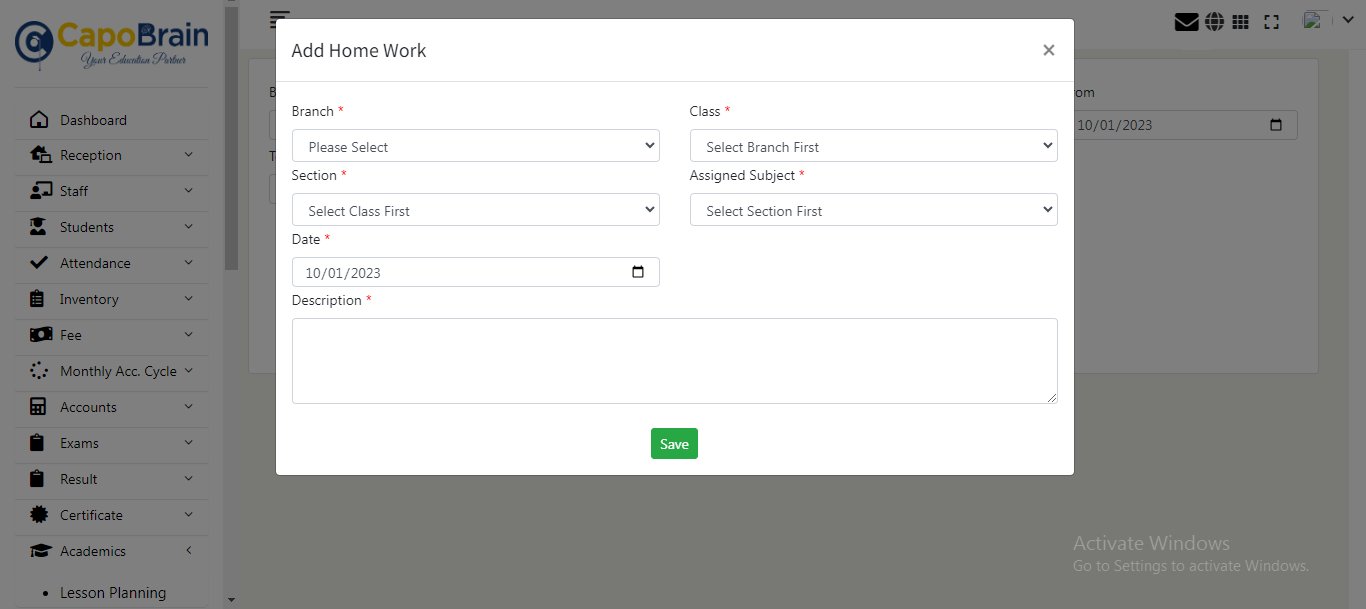 CapoBrain
Your Education Partner
Dashboard
Reception
Staff
Students
Attendance
Inventory
Fee
Monthly Acc. Cycle
Accounts
Exams
Result
Certificate
Academics
Lesson Planning
Add Home Work
×
Branch *
Class *
Please Select
Select Branch First
Section *
Assigned Subject *
Select Class First
Select Section First
Date *
10/01/2023
Description *
Save
10/01/2023
Activate Windows
Go to Settings to activate Windows.